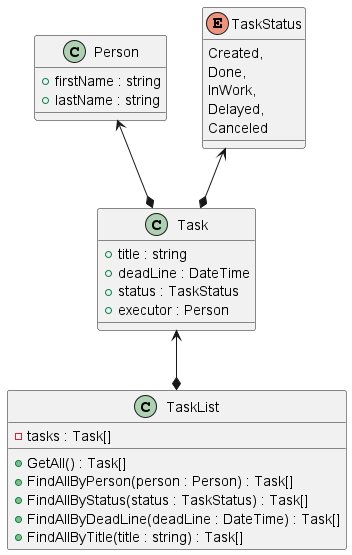 C Person
firstName : string
lastName : string
E TaskStatus
Created,
Done,
InWork,
Delayed,
Canceled
C Task
title : string
deadLine : DateTime
status : TaskStatus
executor : Person
C TaskList
tasks : Task[]
GetAll() : Task[]
FindAllByPerson(person : Person) : Task[]
FindAllByStatus(status : TaskStatus) : Task[]
FindAllByDeadLine(deadLine : DateTime) : Task[]
FindAllByTitle(title : string) : Task[]